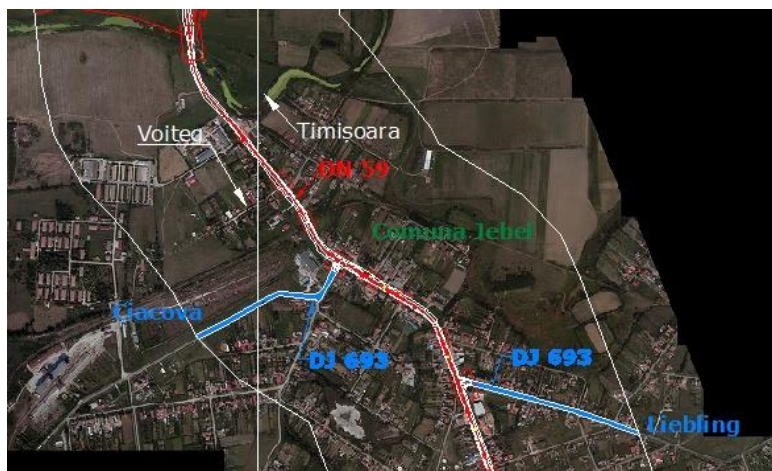 Voiteg
Timisoara
DN 59
Comuna Jebel
Ciacova
DJ 693
DJ 693
Liebling